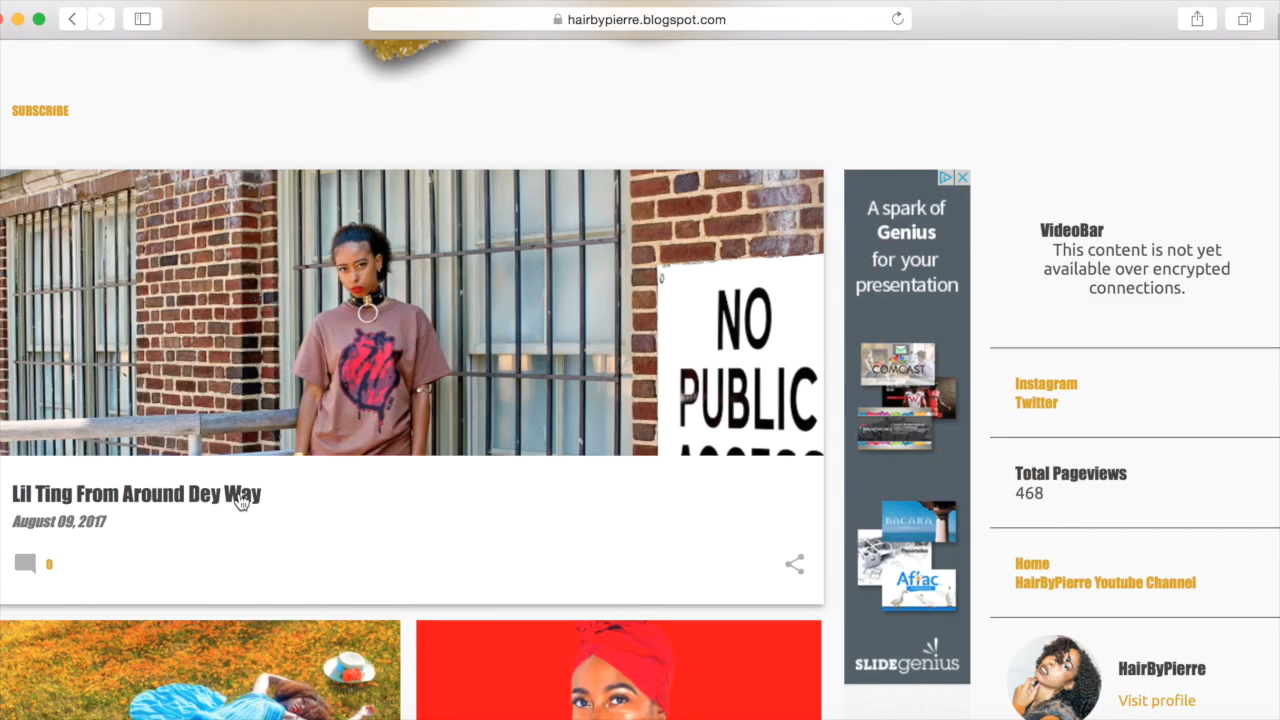 hairbypierre.blogspot.com
SUBSCRIBE
NO
PUBLIC
ACCESS
Lil Ting From Around Dey Way
August 09, 2017
0
A spark of
Genius
for your
presentation
COMCAST
BACARA
Aflac
SLIDEGENIUS
VideoBar
This content is not yet
available over encrypted
connections.
Instagram
Twitter
Total Pageviews
468
Home
HairByPierre Youtube Channel
HairByPierre
Visit profile